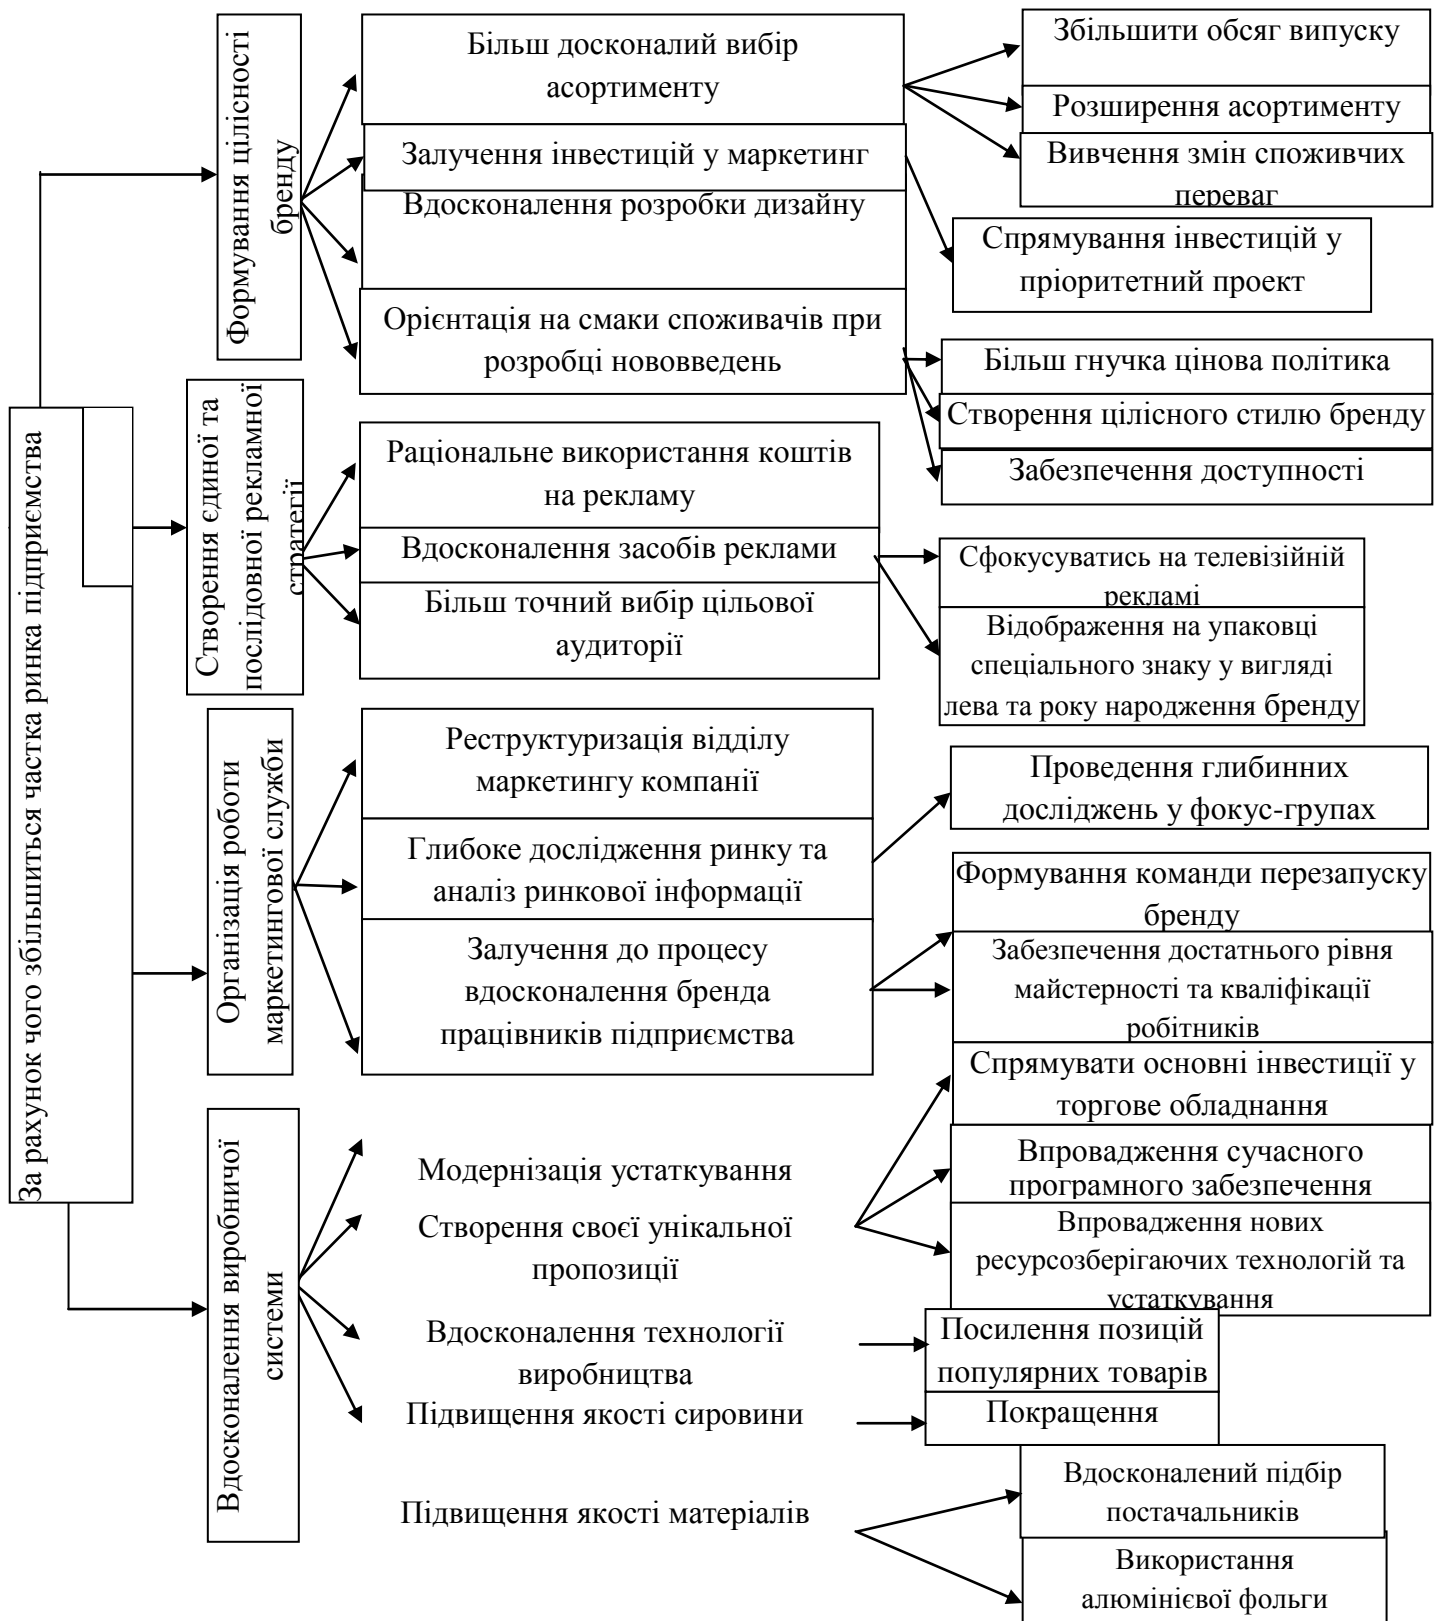 За рахунок чого збільшиться частка ринка підприємства
Формування цілісності
бренду
Більш досконалий вибір
асортименту
Залучення інвестицій у маркетинг
Вдосконалення розробки дизайну
Орієнтація на смаки споживачів при
розробці нововведень
Збільшити обсяг випуску
Розширення асортименту
Вивчення змін споживчих
переваг
Спрямування інвестицій у
пріоритетний проект
Більш гнучка цінова політика
Створення цілісного стилю бренду
Забезпечення доступності
Створення єдиної та
послідовної рекламної
стратегії
Раціональне використання коштів
на рекламу
Вдосконалення засобів реклами
Більш точний вибір цільової
аудиторії
Сфокусуватись на телевізійній
рекламі
Відображення на упаковці
спеціального знаку у вигляді
лева та року народження бренду
Організація роботи
маркетингової служби
Реструктуризація відділу
маркетингу компанії
Глибоке дослідження ринку та
аналіз ринкової інформації
Залучення до процесу
вдосконалення бренда
працівників підприємства
Проведення глибинних
досліджень у фокус-групах
Формування команди перезапуску
бренду
Забезпечення достатнього рівня
майстерності та кваліфікації
робітників
Вдосконалення виробничої
системи
Модернізація устаткування
Створення своєї унікальної
пропозиції
Вдосконалення технології
виробництва
Підвищення якості сировини
Підвищення якості матеріалів
Спрямувати основні інвестиції у
торгове обладнання
Впровадження сучасного
програмного забезпечення
Впровадження нових
ресурсозберігаючих технологій та
устаткування
Посилення позицій
популярних товарів
Покращення
Вдосконалений підбір
постачальників
Використання
алюмінієвої фольги